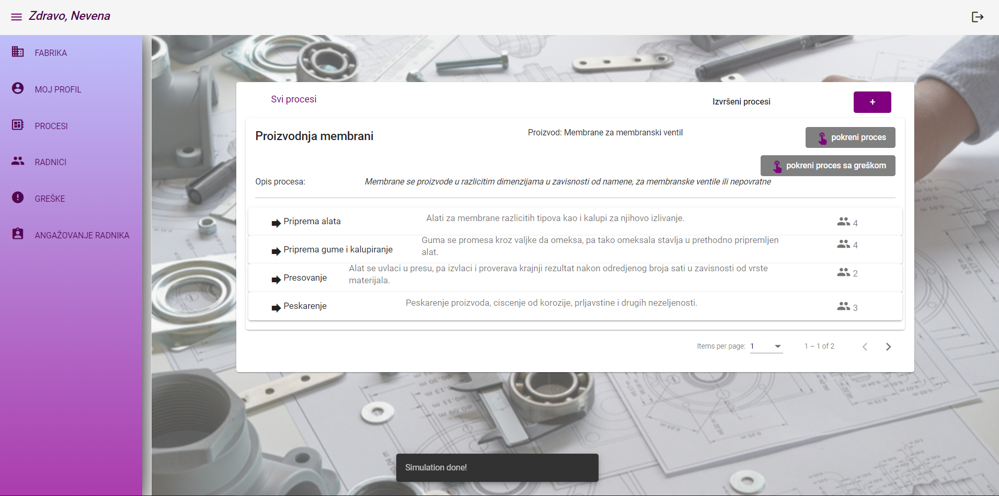 Zdravo, Nevena
FABRIKA
MOJ PROFIL
PROCESI
RADNICI
GREŠKE
ANGAŽOVANJE RADNIKA
Svi procesi
Izvršeni procesi
+
Proizvodnja membrani
Proizvod: Membrane za membranski ventil
pokreni proces
pokreni proces sa greškom
Opis procesa:
Membrane se proizvode u razlicitim dimenzijama u zavisnosti od namene, za membranske ventile ili nepovratne
Priprema alata
Alati za membrane razlicitih tipova kao i kalupi za njihovo izlivanje.
4
Priprema gume i kalupiranje
Guma se promesa kroz valjke da omeksa, pa tako omeksala stavlja u prethodno pripremljen
alat.
4
Presovanje
Alat se uvlaci u presu, pa izvlaci i proverava krajnji rezultat nakon odredjenog broja sati u zavisnosti od vrste
materijala.
2
Peskarenje
Peskarenje proizvoda, ciscenje od korozije, prljavstine i drugih nezeljenosti.
3
Items per page: 1
1 – 1 of 2
Simulation done!